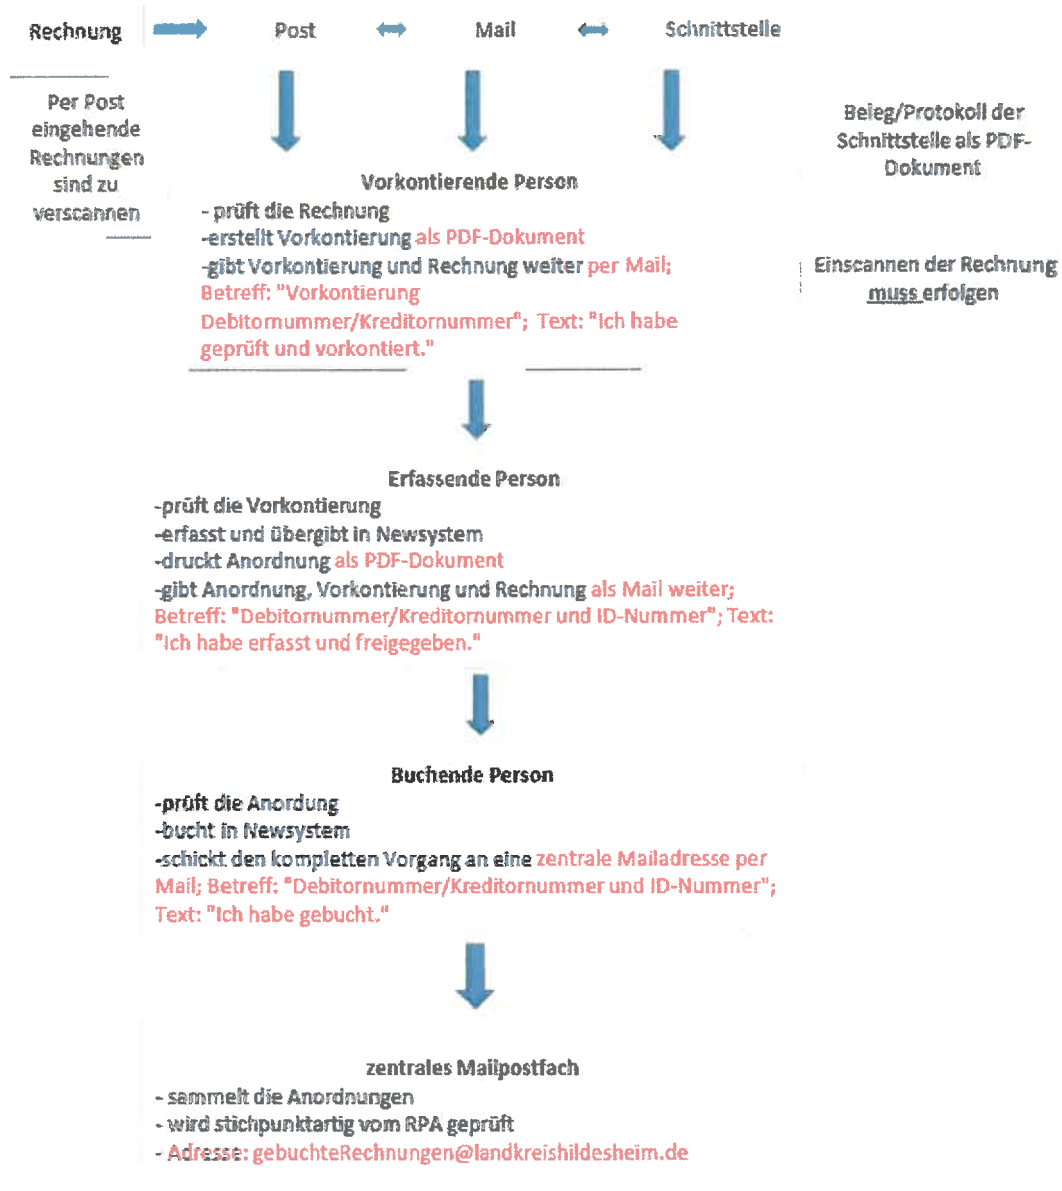 Rechnung Post Mail Schnittstelle
Per Post
eingehende
Rechnungen
sind zu
verscannen
Beleg/Protokoll der
Schnittstelle als PDF-
Dokument
Vorkontierende Person
- prüft die Rechnung
-erstellt Vorkontierung als PDF-Dokument
-gibt Vorkontierung und Rechnung weiter per Mail;
Betreff: "Vorkontierung
Debitornummer/Kreditornummer"; Text: "Ich habe
geprüft und vorkontiert."
Einscannen der Rechnung
muss erfolgen
Erfassende Person
-prüft die Vorkontierung
-erfasst und übergibt in Newsystem
-druckt Anordnung als PDF-Dokument
-gibt Anordnung, Vorkontierung und Rechnung als Mail weiter;
Betreff: "Debitornummer/Kreditornummer und ID-Nummer"; Text:
"Ich habe erfasst und freigegeben."
Buchende Person
-prüft die Anordung
-bucht in Newsystem
-schickt den kompletten Vorgang an eine zentrale Mailadresse per
Mail; Betreff: "Debitornummer/Kreditornummer und ID-Nummer";
Text: "Ich habe gebucht."
zentrales Mailpostfach
- sammelt die Anordnungen
- wird stichpunktartig vom RPA geprüft
- Adresse: gebuchteRechnungen@landkreishildesheim.de